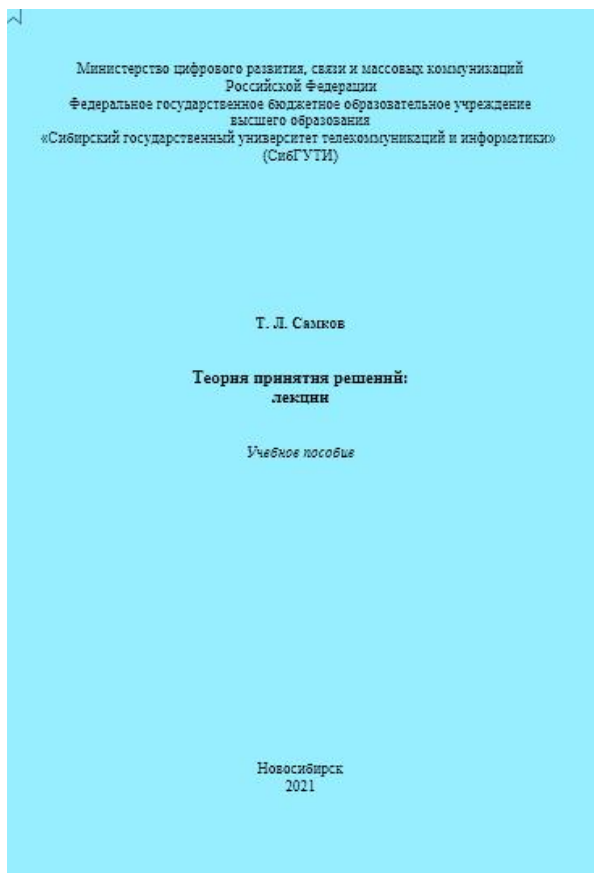 Министерство цифрового развития, связи и массовых коммуникаций
Российской Федерации
Федеральное государственное бюджетное образовательное учреждение
высшего образования
«Сибирский государственный университет телекоммуникаций и информатики»
(СибГУТИ)
Т. Л. Самков
Теория принятия решений:
лекции
Учебное пособие
Новосибирск
2021